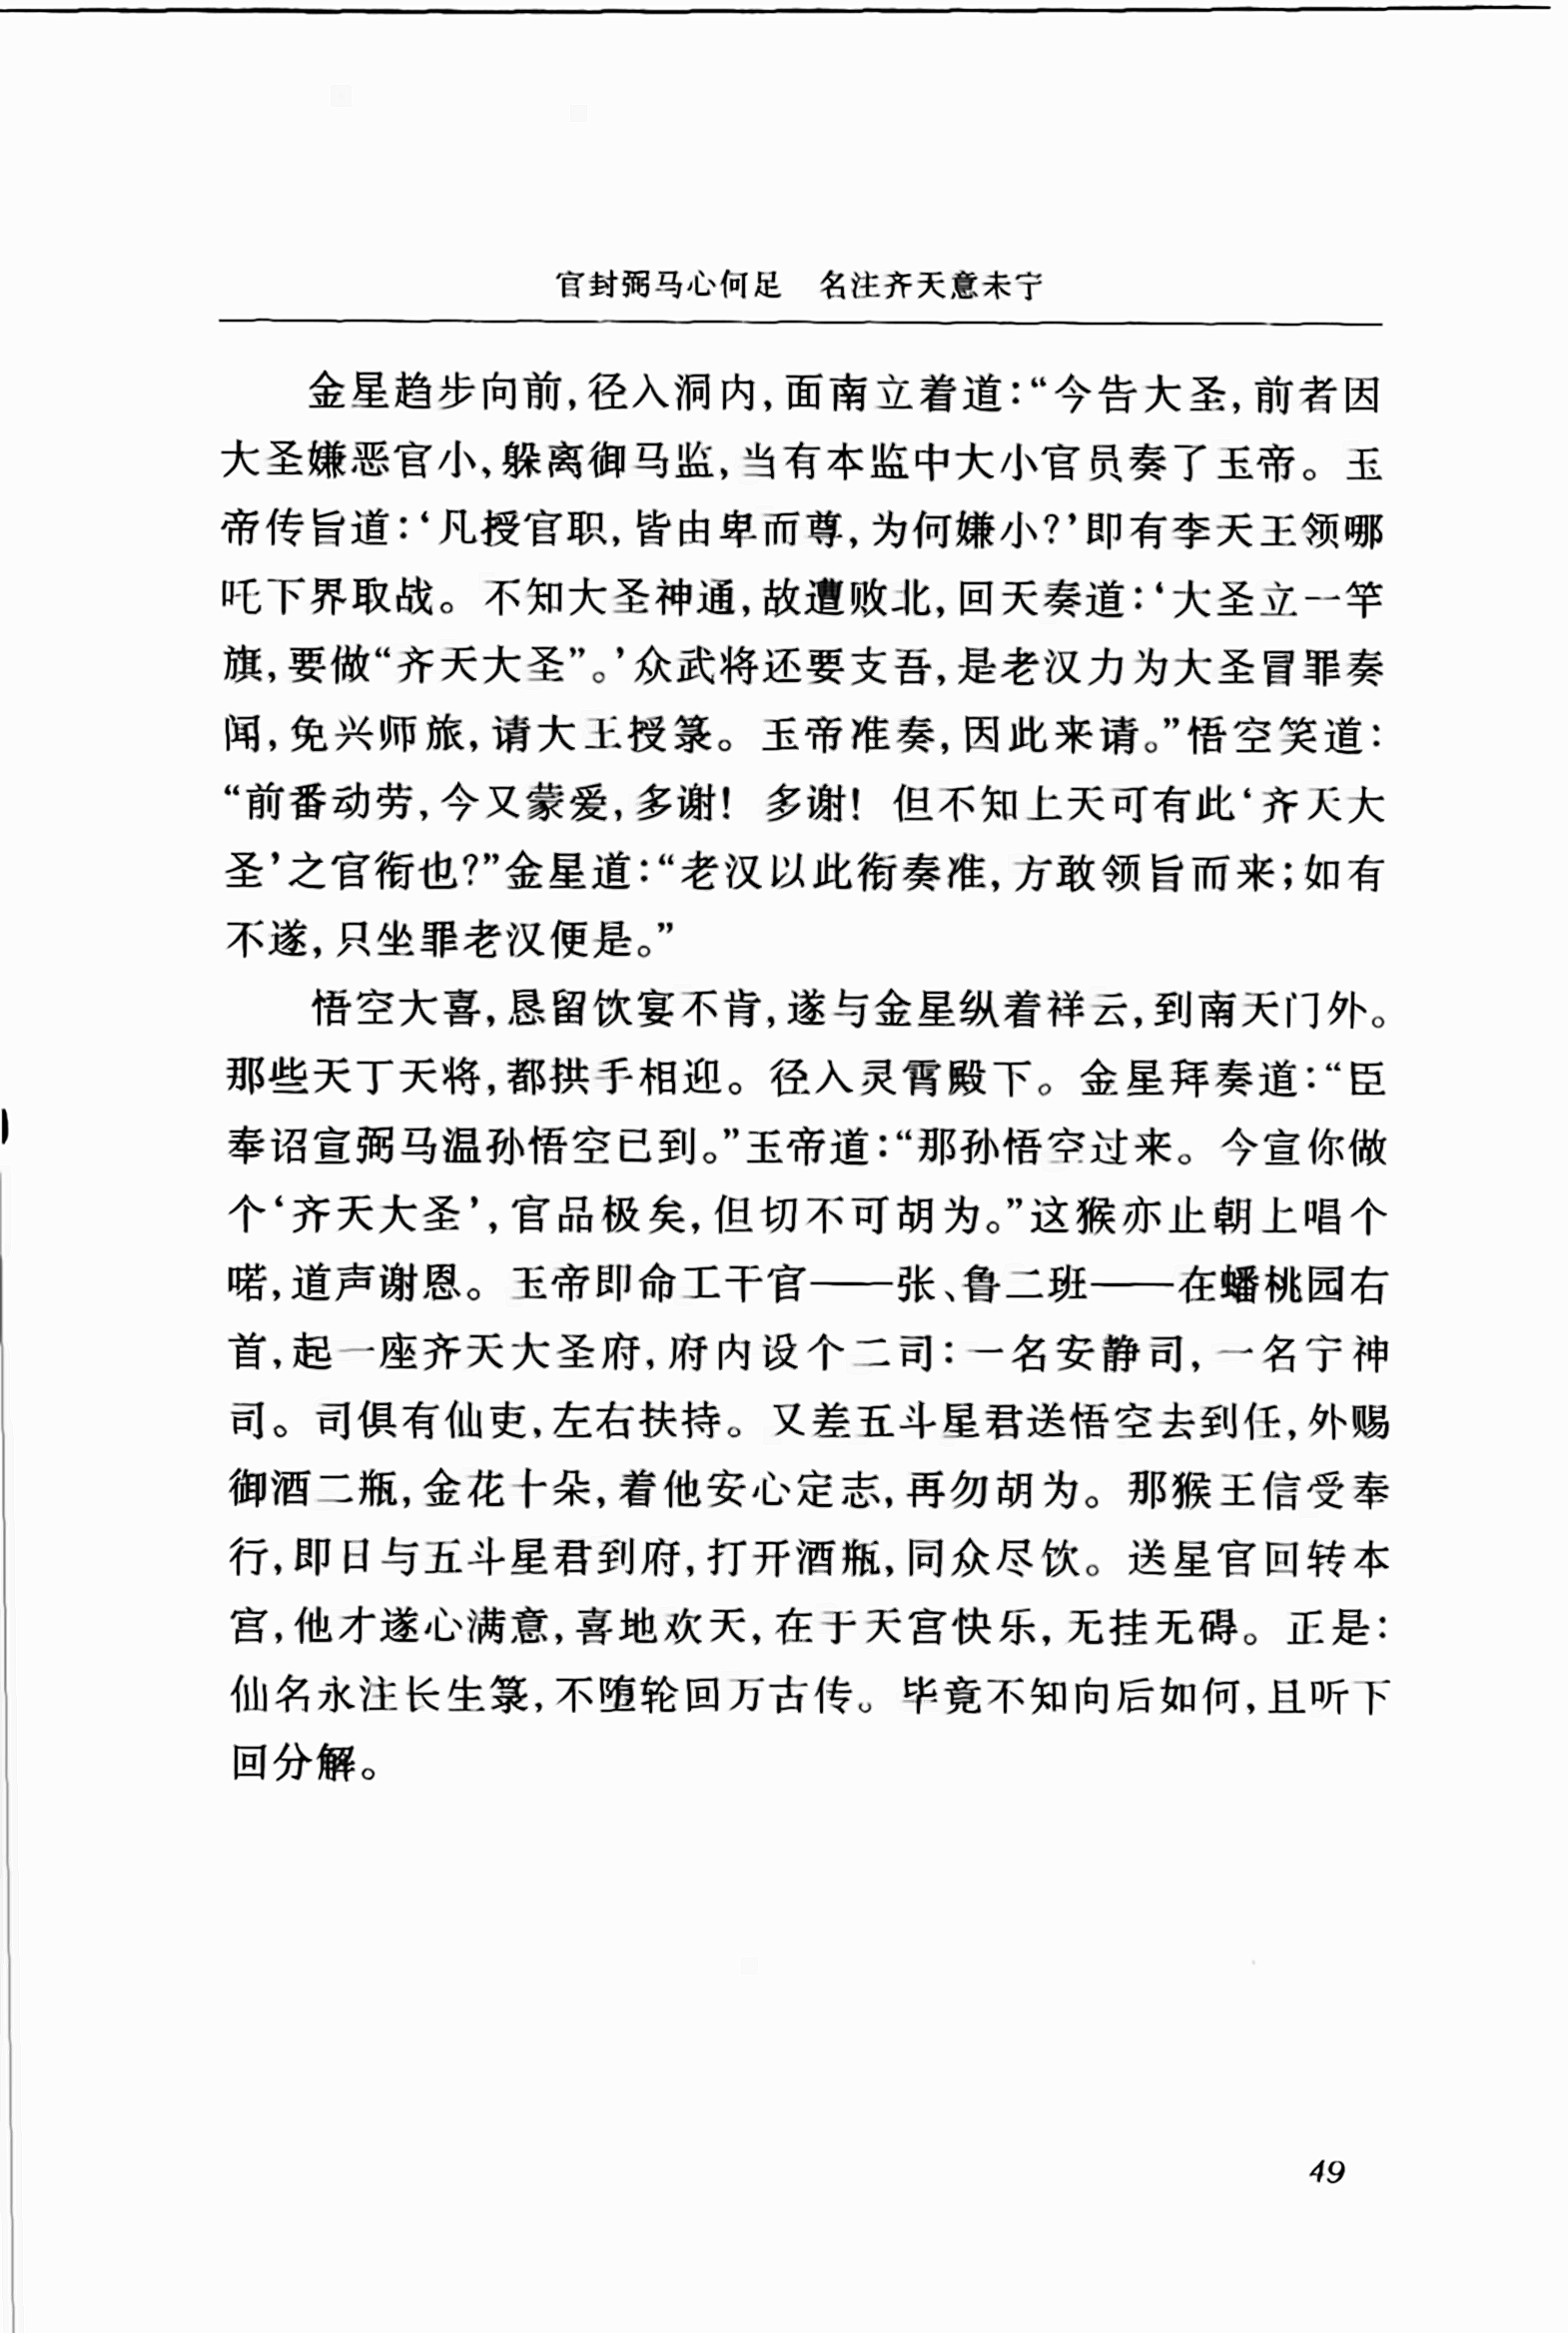 官封弼马心何足　名注齐天意未宁
金星趋步向前,径入洞内,面南立着道:“今告大圣,前者因
大圣嫌恶官小,躲离御马监,当有本监中大小官员奏了玉帝。玉
帝传旨道:‘凡授官职,皆由卑而尊,为何嫌小?’即有李天王领哪
吒下界取战。不知大圣神通,故遭败北,回天奏道:‘大圣立一竿
旗,要做“齐天大圣”。’众武将还要支吾,是老汉力为大圣冒罪奏
闻,免兴师旅,请大王授箓。玉帝准奏,因此来请。”悟空笑道:
“前番动劳,今又蒙爱,多谢! 多谢! 但不知上天可有此‘齐天大
圣’之官衔也?”金星道:“老汉以此衔奏准,方敢领旨而来;如有
不遂,只坐罪老汉便是。”
悟空大喜,恳留饮宴不肯,遂与金星纵着祥云,到南天门外。
那些天丁天将,都拱手相迎。径入灵霄殿下。金星拜奏道:“臣
奉诏宣弼马温孙悟空已到。”玉帝道:“那孙悟空过来。今宣你做
个‘齐天大圣’,官品极矣,但切不可胡为。”这猴亦止朝上唱个
喏,道声谢恩。玉帝即命工干官——张、鲁二班——在蟠桃园右
首,起一座齐天大圣府,府内设个二司:一名安静司,一名宁神
司。司俱有仙吏,左右扶持。又差五斗星君送悟空去到任,外赐
御酒二瓶,金花十朵,着他安心定志,再勿胡为。那猴王信受奉
行,即日与五斗星君到府,打开酒瓶,同众尽饮。送星官回转本
宫,他才遂心满意,喜地欢天,在于天宫快乐,无挂无碍。正是:
仙名永注长生箓,不堕轮回万古传。毕竟不知向后如何,且听下
回分解。
49